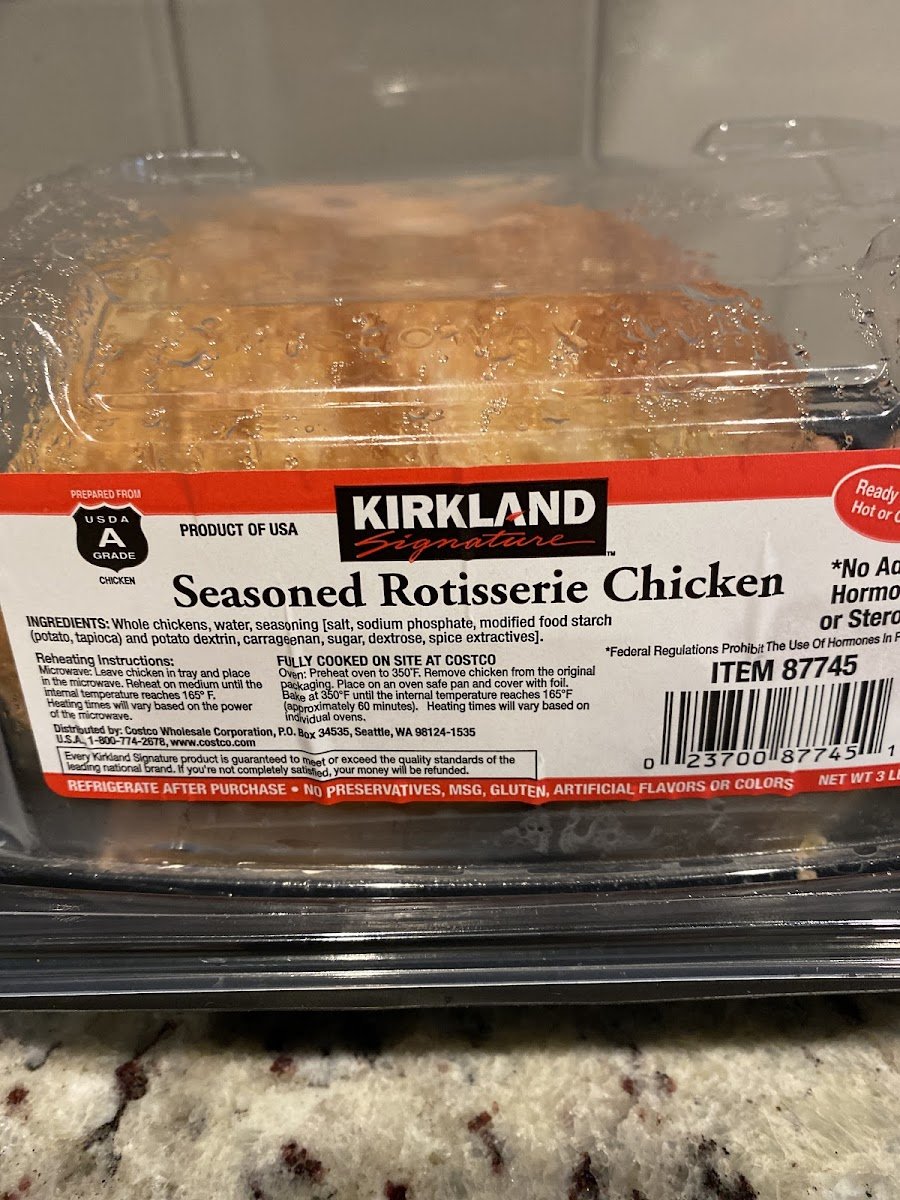 PREPARED FROM
USDA
A
GRADE
CHICKEN
PRODUCT OF USA
KIRKLAND
Signature™
Seasoned Rotisserie Chicken
INGREDIENTS: Whole chickens, water, seasoning [salt, sodium phosphate, modified food starch
(potato, tapioca) and potato dextrin, carrageenan, sugar, dextrose, spice extractives].
Reheating Instructions:
Microwave: Leave chicken in tray and place
in the microwave. Reheat on medium until the
internal temperature reaches 165° F.
Heating times will vary based on the power
of the microwave.
FULLY COOKED ON SITE AT COSTCO
Oven: Preheat oven to 350°F. Remove chicken from the original
packaging. Place on an oven safe pan and cover with foil.
Bake at 350°F until the internal temperature reaches 165°F
(approximately 60 minutes). Heating times will vary based on
individual ovens.
Distributed by: Costco Wholesale Corporation, P.O. Box 34535, Seattle, WA 98124-1535
U.S.A., 1-800-774-2678, www.costco.com
Every Kirkland Signature product is guaranteed to meet or exceed the quality standards of the
leading national brand. If you're not completely satisfied, your money will be refunded.
Ready
Hot or
*No
or
*Federal Regulations Prohibit The Use Of Hormones In
ITEM 87745
0 23700 87745 1
REFRIGERATE AFTER PURCHASE • NO PRESERVATIVES, MSG, GLUTEN, ARTIFICIAL FLAVORS OR COLORS
NET WT 3